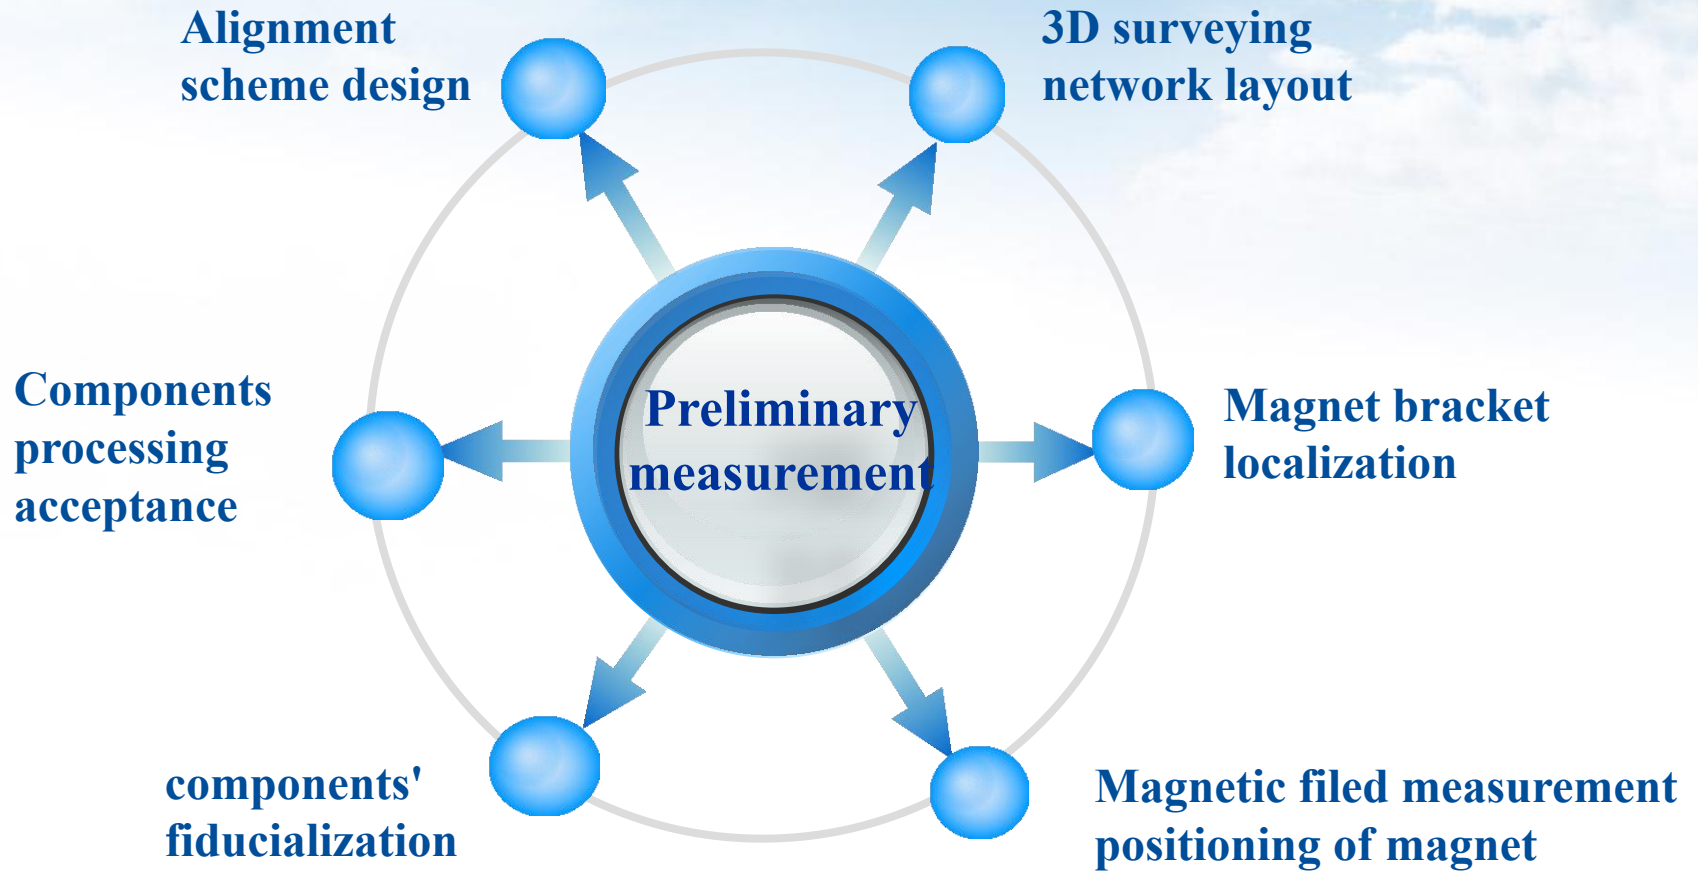 Alignment
scheme design
3D surveying
network layout
Components
processing
acceptance
Preliminary
measurement
Magnet bracket
localization
components'
fiducialization
Magnetic filed measurement
positioning of magnet